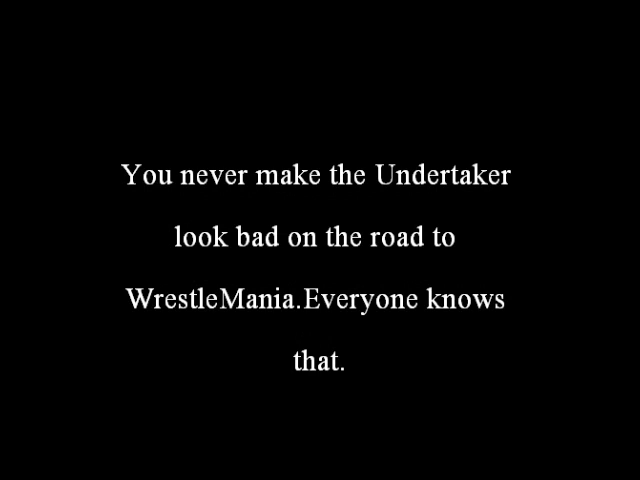 You never make the Undertaker
look bad on the road to
WrestleMania.Everyone knows
that.